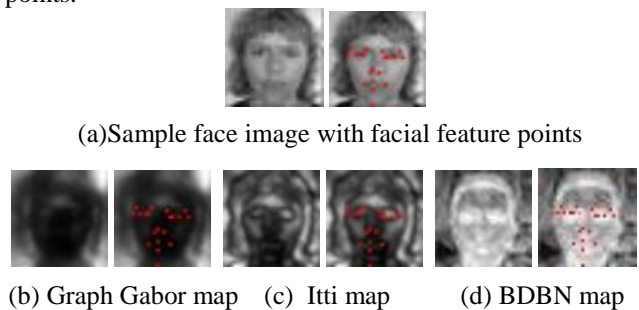 points.
(a)Sample face image with facial feature points
(b) Graph Gabor map (c) Itti map (d) BDBN map